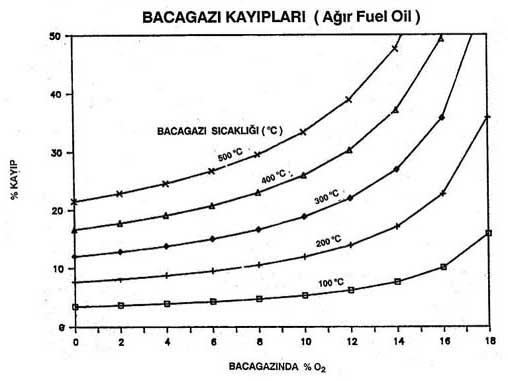 BACAGAZI KAYIPLARI ( Ağır Fuel Oil )
50
40
30
20
10
0
% KAYIP
BACAGAZI SICAKLIĞI (°C)
500 °C
400 °C
300 °C
200 °C
100 °C
0 2 4 6 8 10 12 14 16 18
BACAGAZINDA % O₂